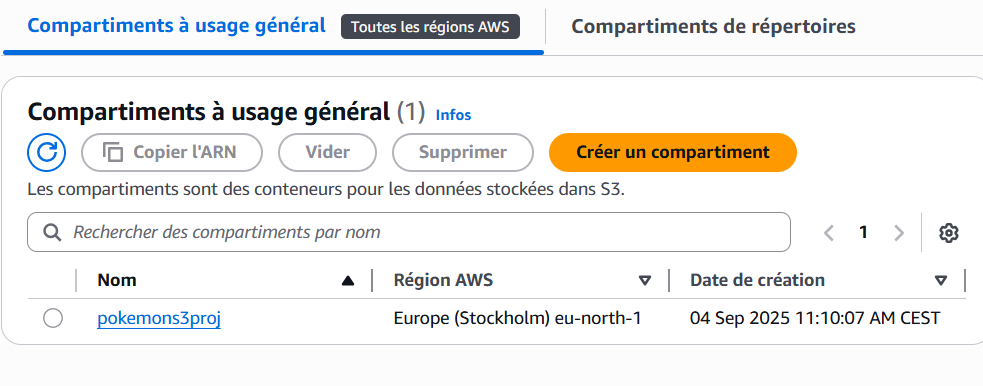 Compartiments à usage général Toutes les régions AWS Compartiments de répertoires
Compartiments à usage général (1) Infos
Copier l'ARN Vider Supprimer Créer un compartiment
Les compartiments sont des conteneurs pour les données stockées dans S3.
Rechercher des compartiments par nom 1
Nom Région AWS Date de création
pokemons3proj Europe (Stockholm) eu-north-1 04 Sep 2025 11:10:07 AM CEST